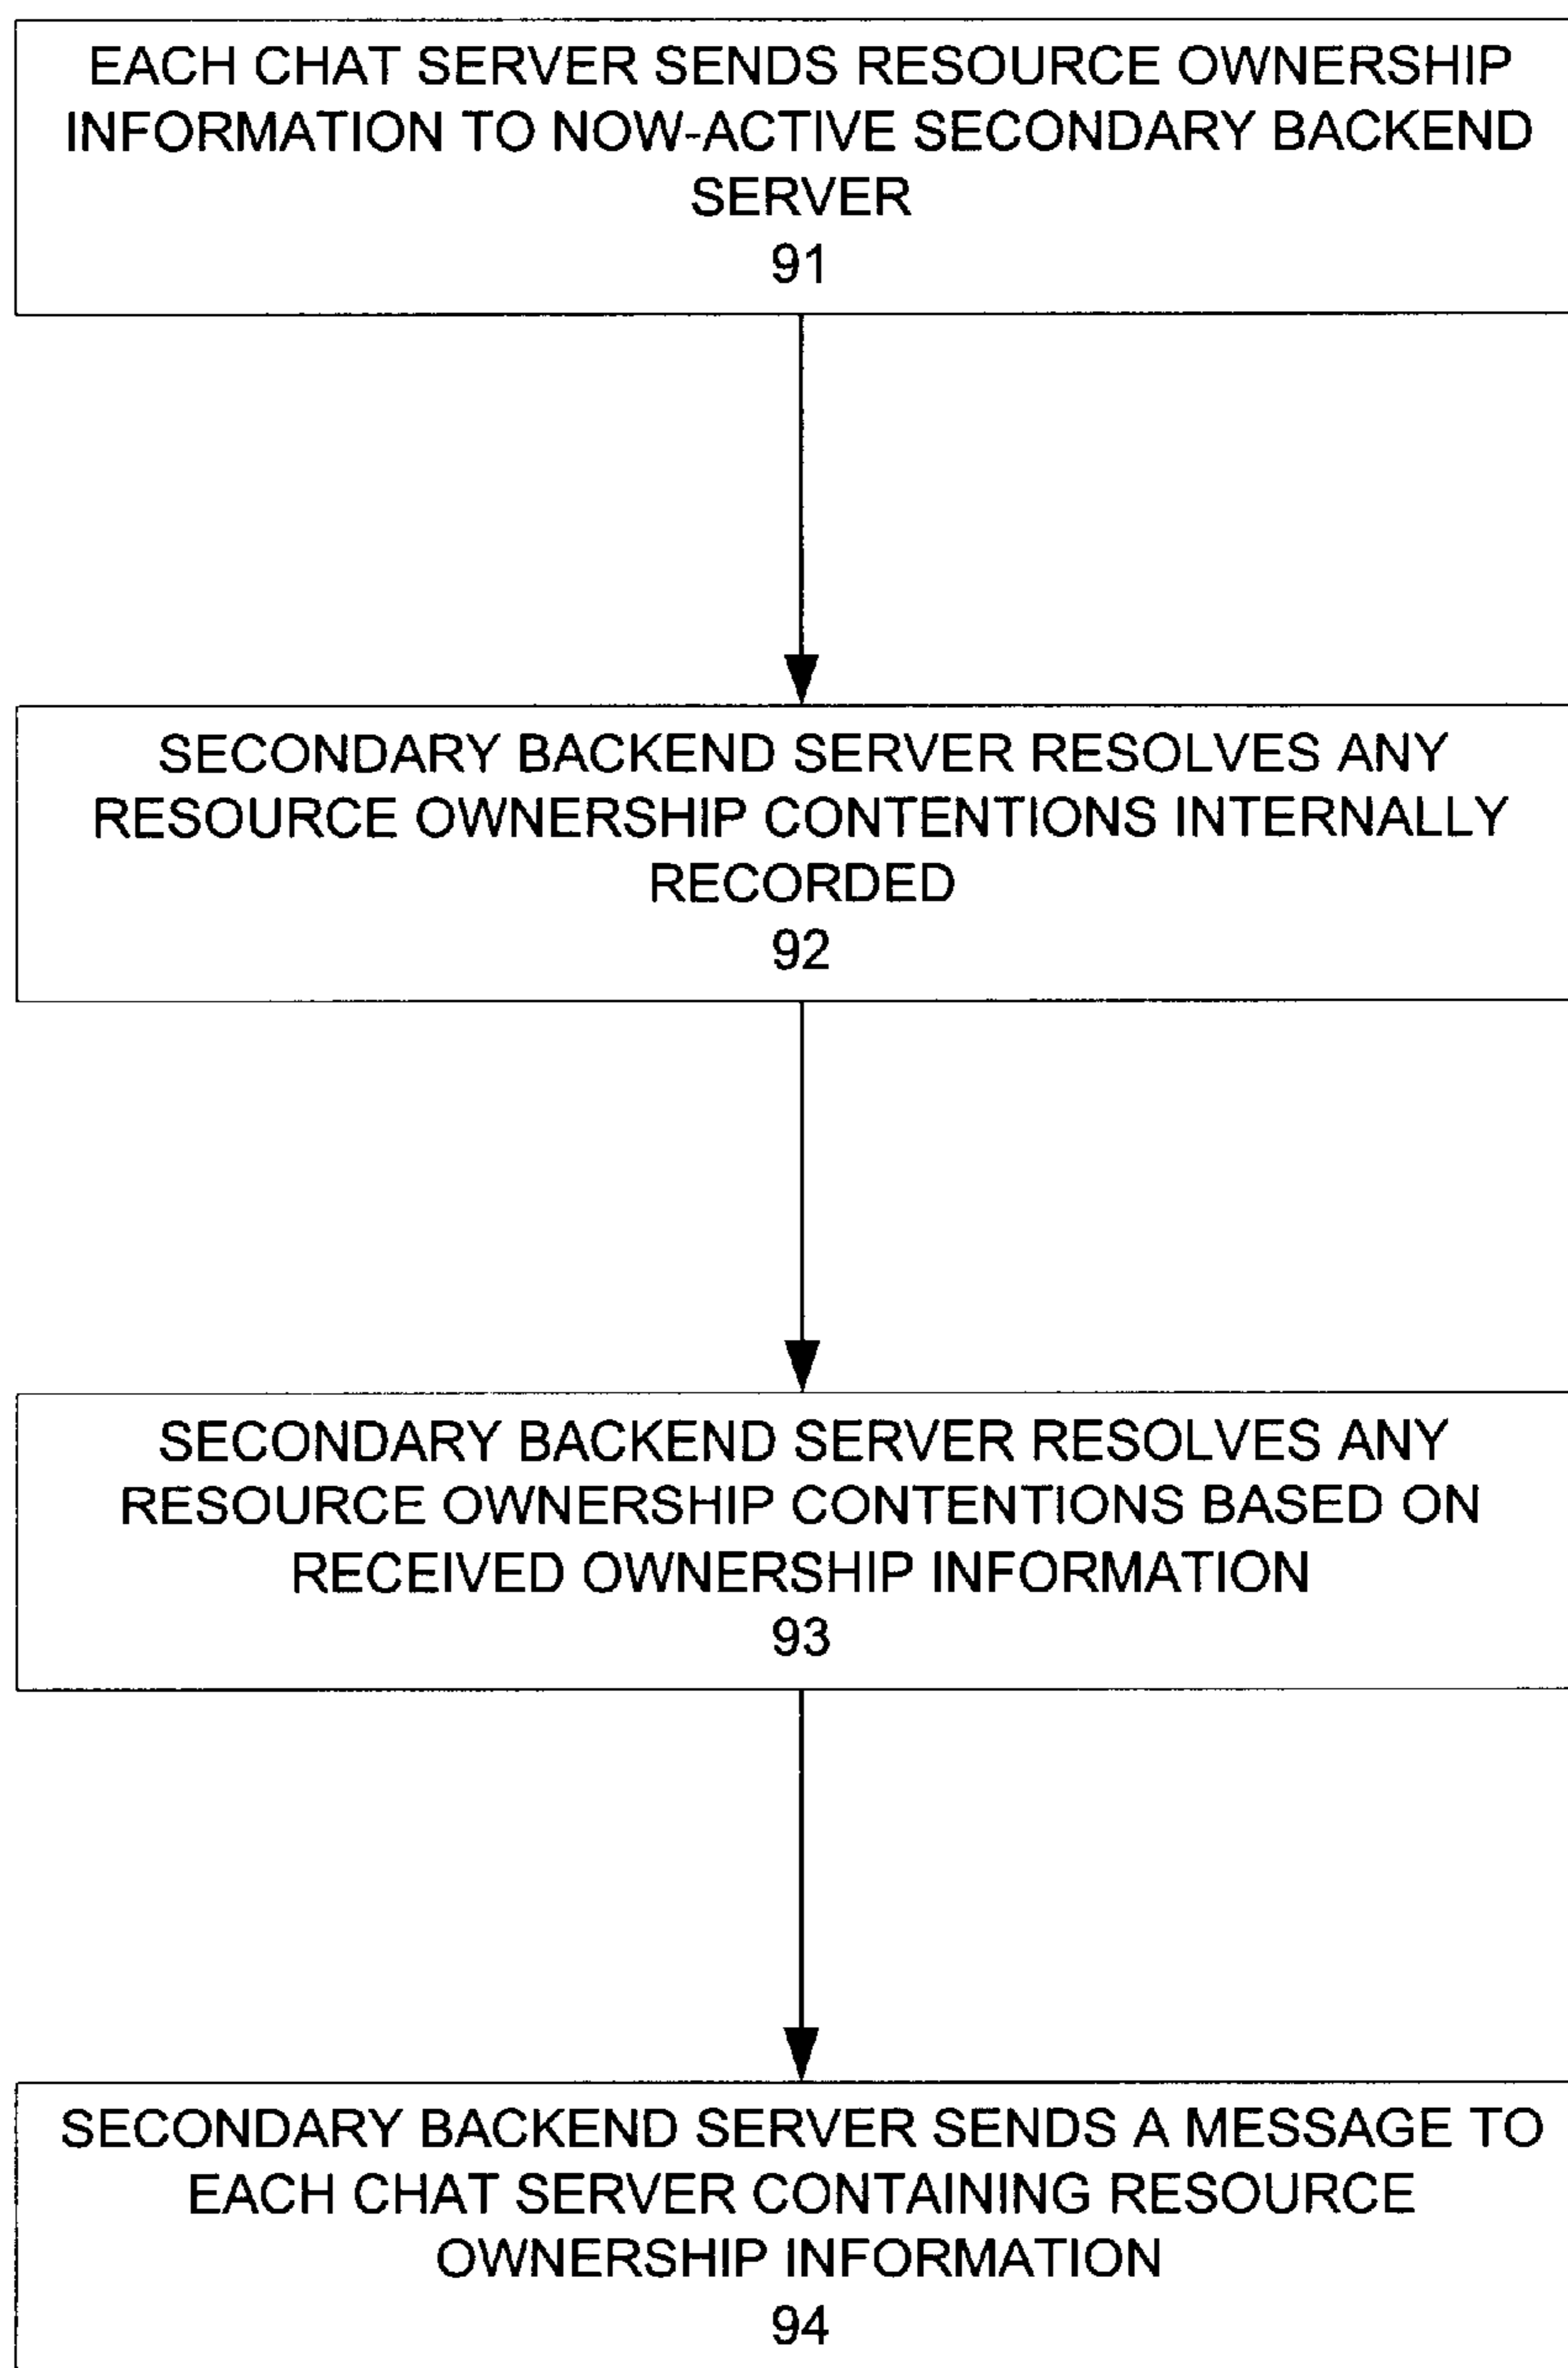 EACH CHAT SERVER SENDS RESOURCE OWNERSHIP
INFORMATION TO NOW-ACTIVE SECONDARY BACKEND
SERVER
91
SECONDARY BACKEND SERVER RESOLVES ANY
RESOURCE OWNERSHIP CONTENTIONS INTERNALLY
RECORDED
92
SECONDARY BACKEND SERVER RESOLVES ANY
RESOURCE OWNERSHIP CONTENTIONS BASED ON
RECEIVED OWNERSHIP INFORMATION
93
SECONDARY BACKEND SERVER SENDS A MESSAGE TO
EACH CHAT SERVER CONTAINING RESOURCE
OWNERSHIP INFORMATION
94